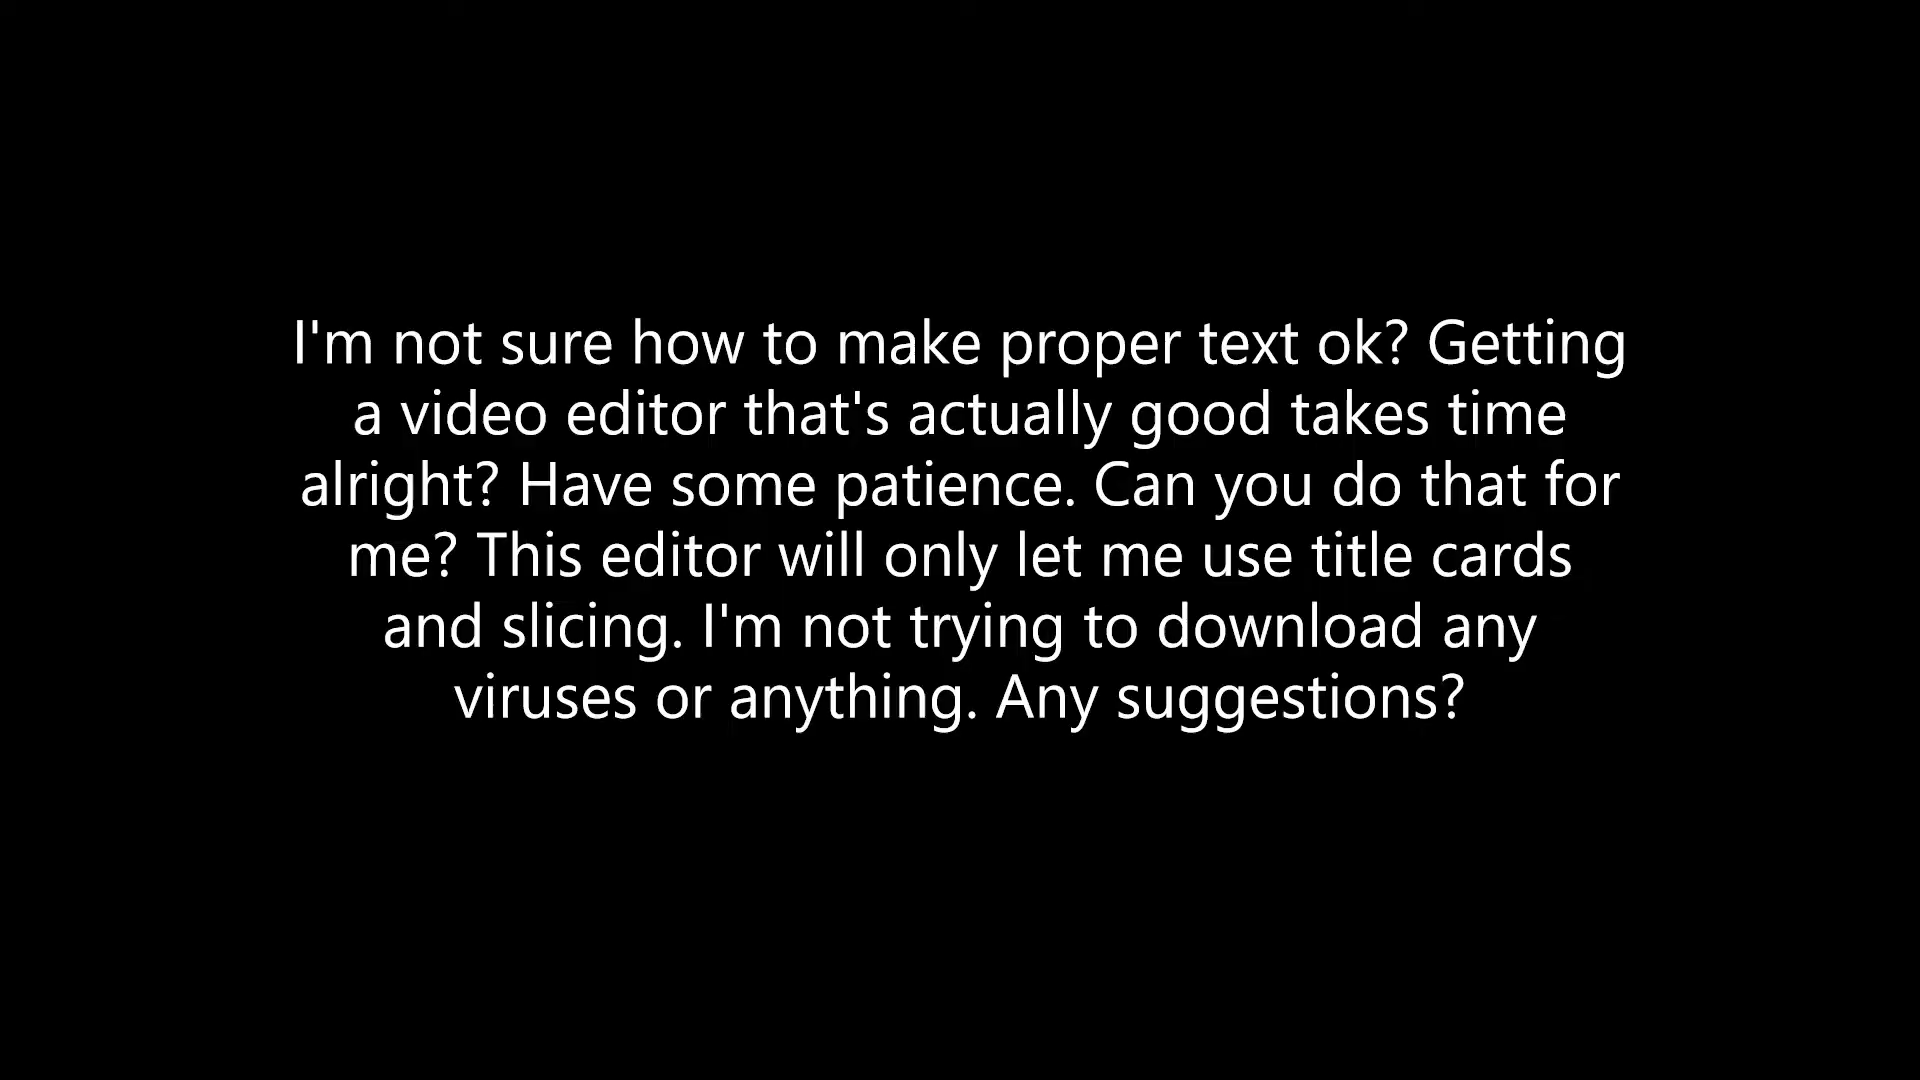 I'm not sure how to make proper text ok? Getting
a video editor that's actually good takes time
alright? Have some patience. Can you do that for
me? This editor will only let me use title cards
and slicing. I'm not trying to download any
viruses or anything. Any suggestions?